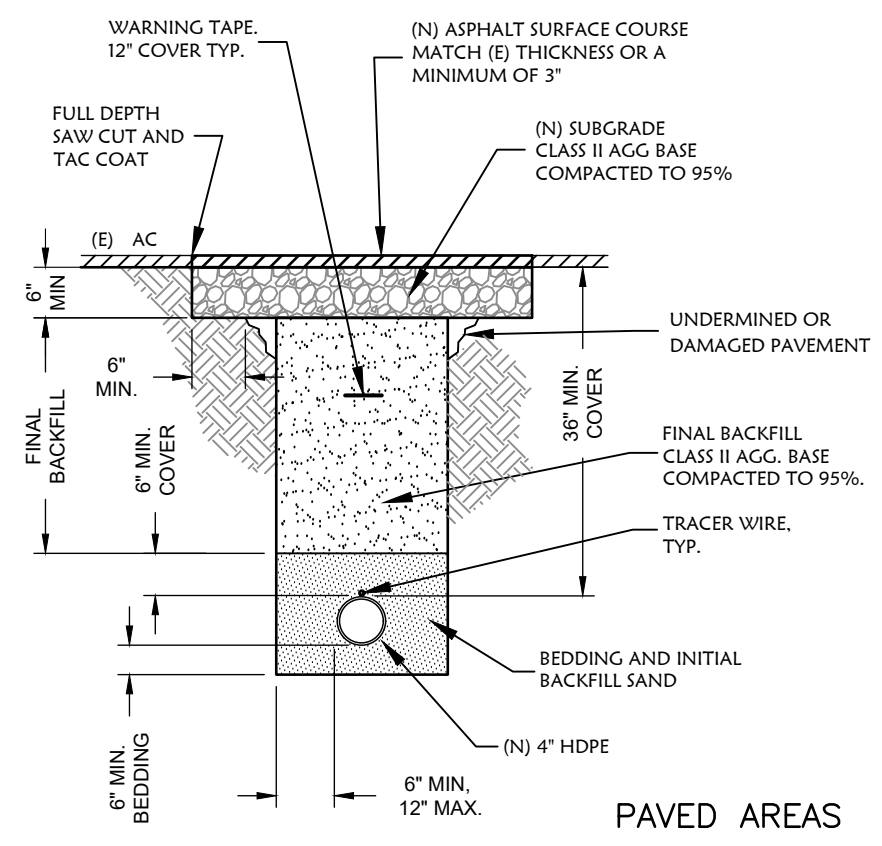 WARNING TAPE.
12" COVER TYP.
(N) ASPHALT SURFACE COURSE
MATCH (E) THICKNESS OR A
MINIMUM OF 3"
FULL DEPTH
SAW CUT AND
TAC COAT
(N) SUBGRADE
CLASS II AGG BASE
COMPACTED TO 95%
(E) AC
6"
MIN
UNDERMINED OR
DAMAGED PAVEMENT
6"
MIN.
FINAL
BACKFILL
6" MIN.
COVER
36" MIN.
COVER
FINAL BACKFILL
CLASS II AGG. BASE
COMPACTED TO 95%.
TRACER WIRE,
TYP.
BEDDING AND INITIAL
BACKFILL SAND
6" MIN.
BEDDING
(N) 4" HDPE
6" MIN,
12" MAX.
PAVED AREAS